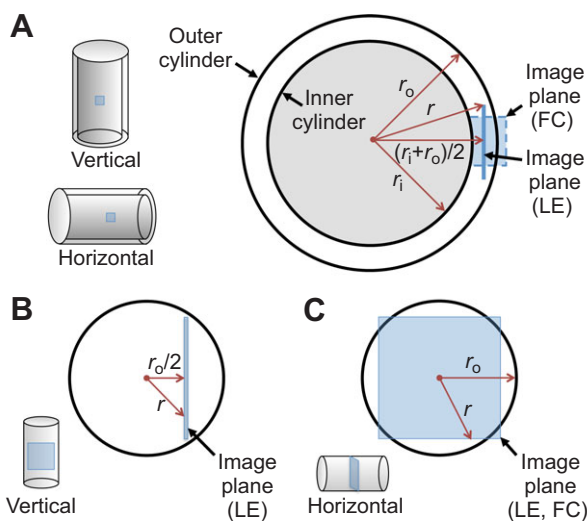 A
Vertical
Horizontal
Outer
cylinder
Inner
cylinder
r_o
r
(r_i+r_o)/2
r_i
Image
plane
(FC)
Image
plane
(LE)
B
Vertical
r_o/2
r
Image
plane
(LE)
C
Horizontal
r_o
r
Image
plane
(LE, FC)